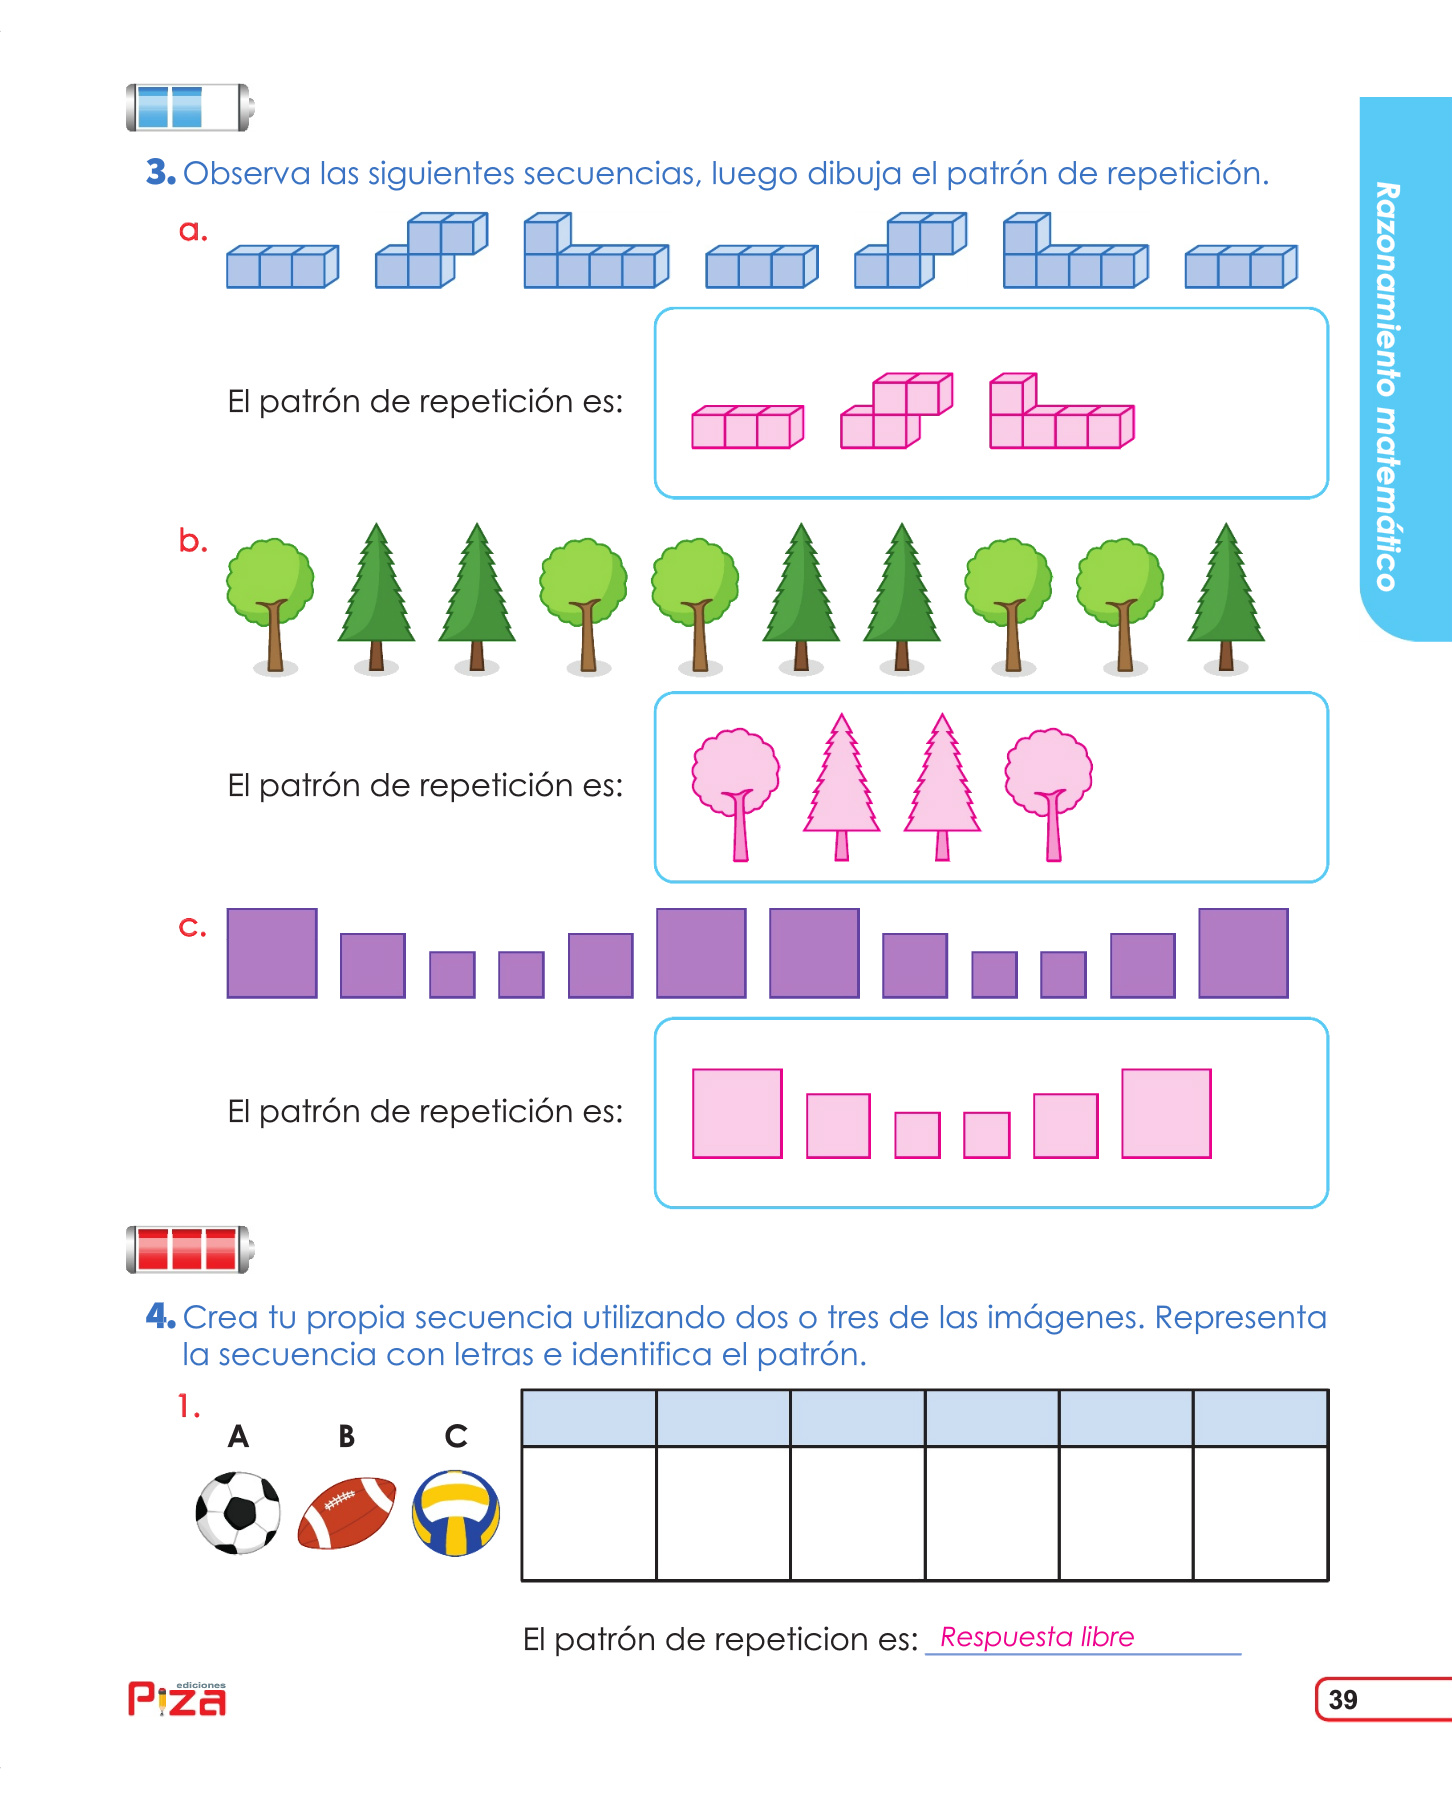 3. Observa las siguientes secuencias, luego dibuja el patrón de repetición.
a.
El patrón de repetición es:
b.
El patrón de repetición es:
c.
El patrón de repetición es:
4. Crea tu propia secuencia utilizando dos o tres de las imágenes. Representa
la secuencia con letras e identifica el patrón.
1.
A B C
El patrón de repeticion es: Respuesta libre
Razonamiento matemático
ediciones
Piza
39